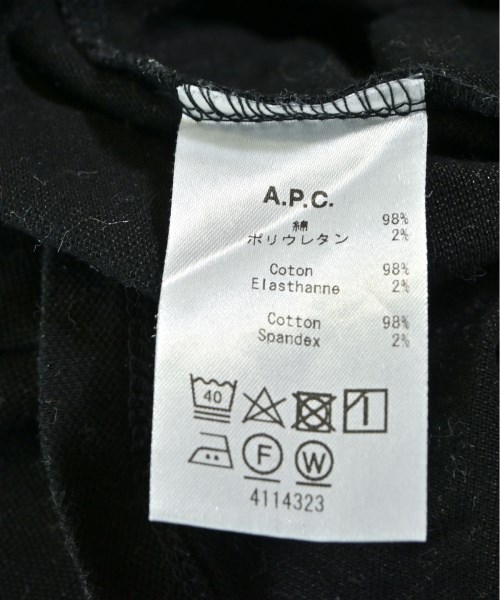 A.P.C.
綿 98%
ポリウレタン 2%
Coton 98%
Elasthanne 2%
Cotton 98%
Spandex 2%
40
F W
4114323